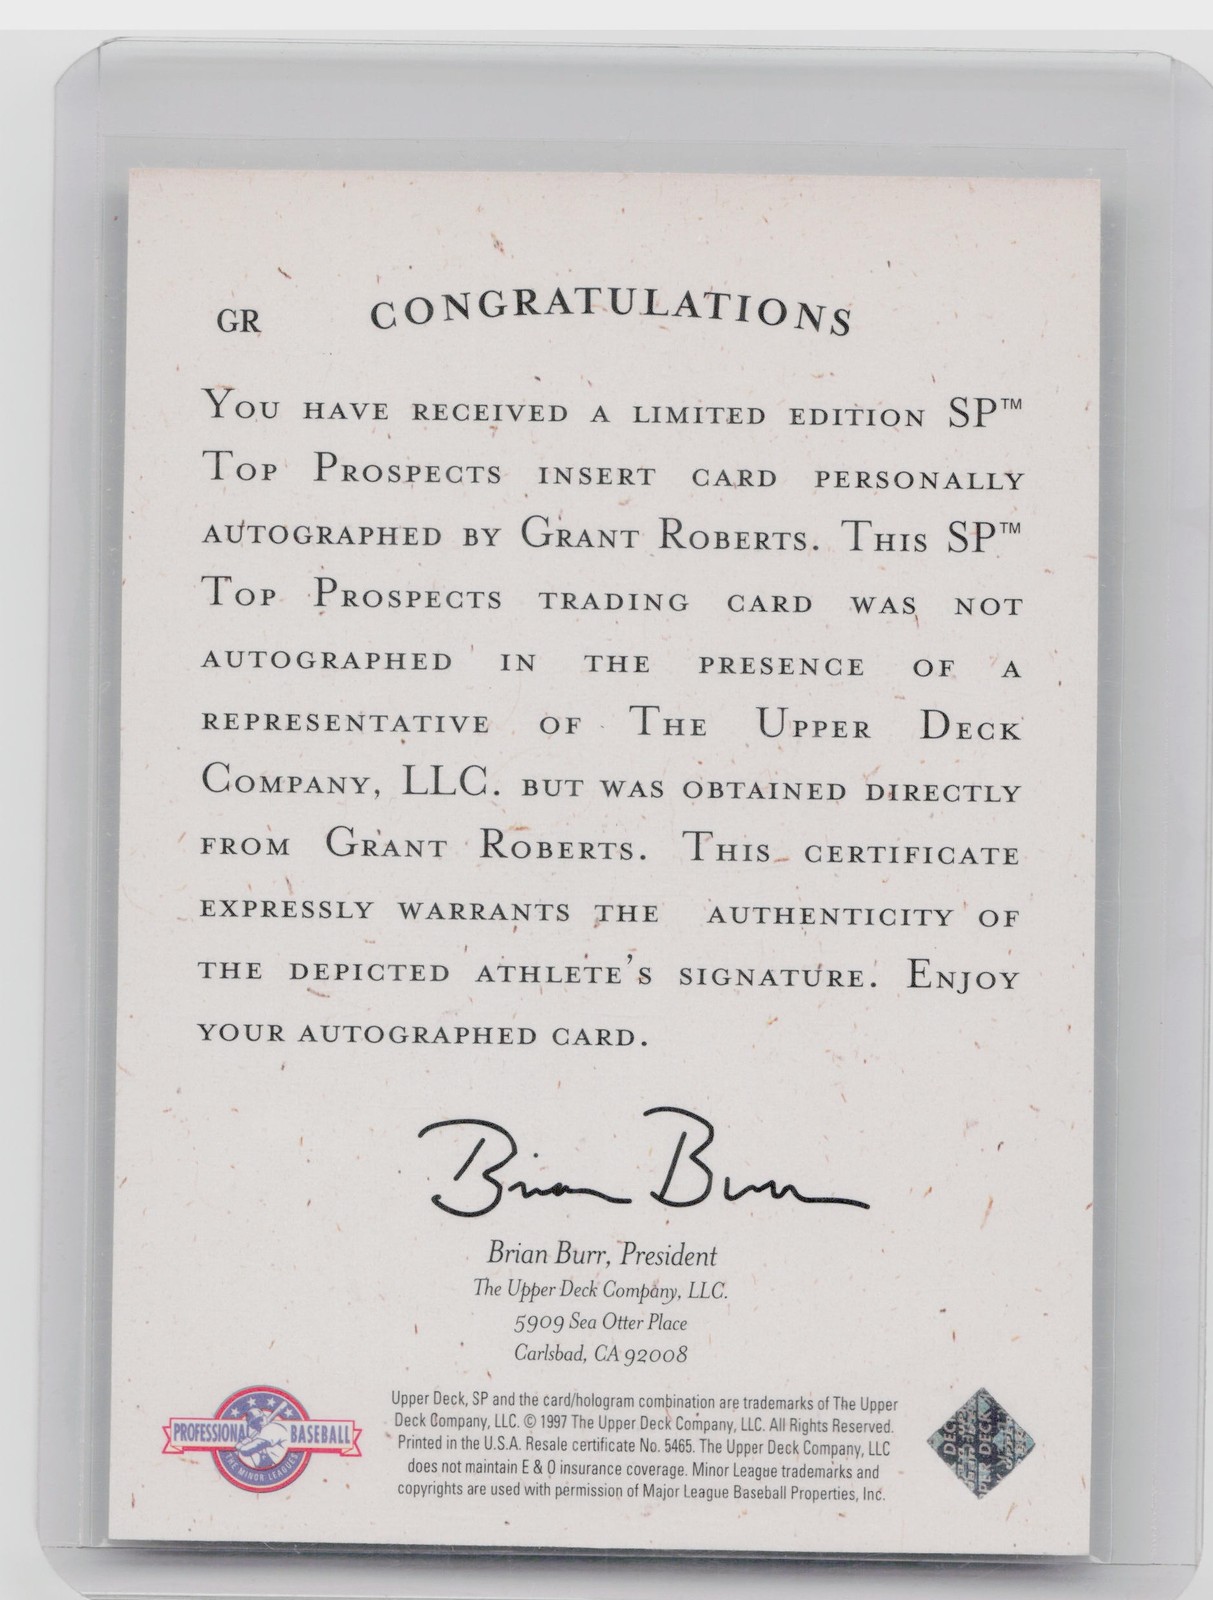 GR CONGRATULATIONS
YOU HAVE RECEIVED A LIMITED EDITION SP™
TOP PROSPECTS INSERT CARD PERSONALLY
AUTOGRAPHED BY GRANT ROBERTS. THIS SP™
TOP PROSPECTS TRADING CARD WAS NOT
AUTOGRAPHED IN THE PRESENCE OF A
REPRESENTATIVE OF THE UPPER DECK
COMPANY, LLC. BUT WAS OBTAINED DIRECTLY
FROM GRANT ROBERTS. THIS CERTIFICATE
EXPRESSLY WARRANTS THE AUTHENTICITY OF
THE DEPICTED ATHLETE'S SIGNATURE. ENJOY
YOUR AUTOGRAPHED CARD.
Brian Burr
Brian Burr, President
The Upper Deck Company, LLC.
5909 Sea Otter Place
Carlsbad, CA 92008
PROFESSIONAL BASEBALL
THE MINOR LEAGUES
Upper Deck, SP and the card/hologram combination are trademarks of The Upper
Deck Company, LLC. © 1997 The Upper Deck Company, LLC. All Rights Reserved.
Printed in the U.S.A. Resale certificate No. 5465. The Upper Deck Company, LLC
does not maintain E & O insurance coverage. Minor League trademarks and
copyrights are used with permission of Major League Baseball Properties, Inc.